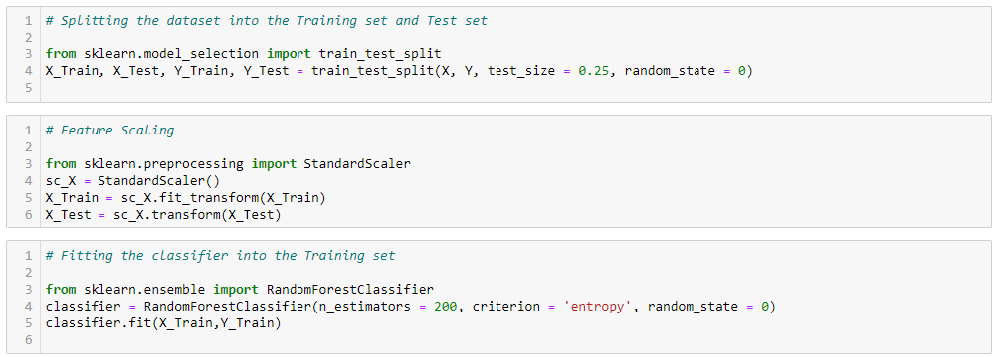 1 # Splitting the dataset into the Training set and Test set
2
3 from sklearn.model_selection import train_test_split
4 X_Train, X_Test, Y_Train, Y_Test = train_test_split(X, Y, test_size = 0.25, random_state = 0)
5
1 # Feature Scaling
2
3 from sklearn.preprocessing import StandardScaler
4 sc_X = StandardScaler()
5 X_Train = sc_X.fit_transform(X_Train)
6 X_Test = sc_X.transform(X_Test)
1 # Fitting the classifier into the Training set
2
3 from sklearn.ensemble import RandomForestClassifier
4 classifier = RandomForestClassifier(n_estimators = 200, criterion = 'entropy', random_state = 0)
5 classifier.fit(X_Train,Y_Train)
6